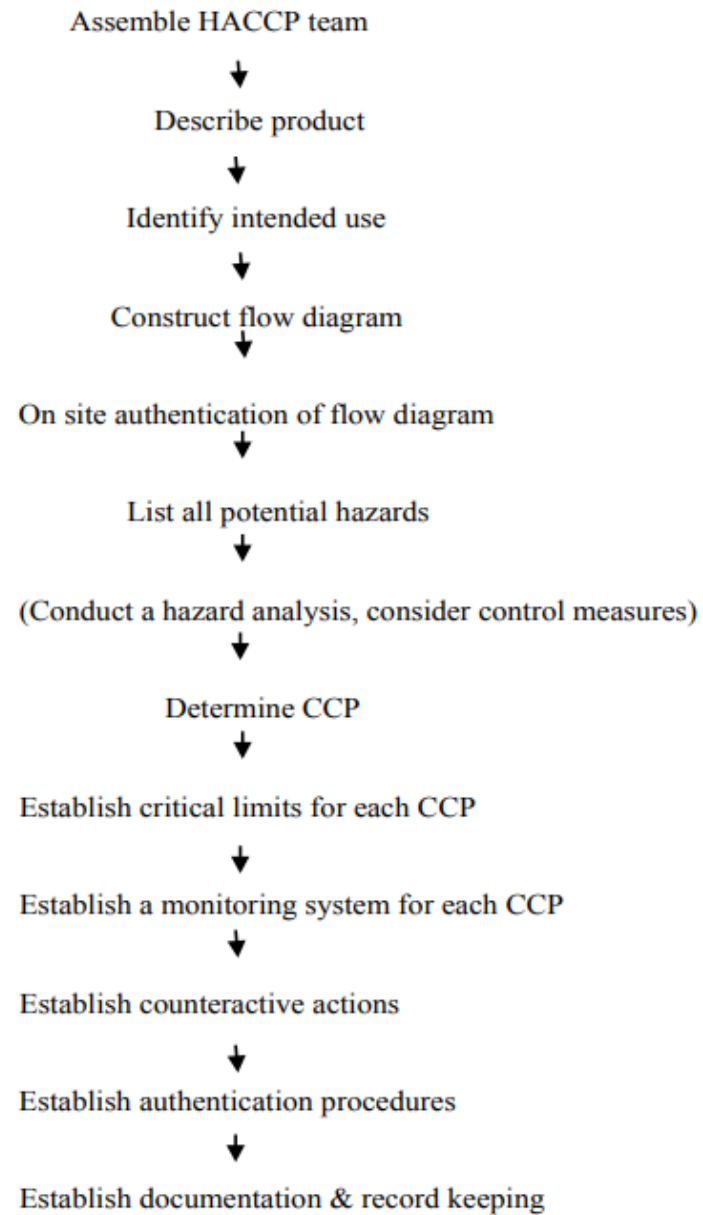 Assemble HACCP team
Describe product
Identify intended use
Construct flow diagram
On site authentication of flow diagram
List all potential hazards
(Conduct a hazard analysis, consider control measures)
Determine CCP
Establish critical limits for each CCP
Establish a monitoring system for each CCP
Establish counteractive actions
Establish authentication procedures
Establish documentation & record keeping